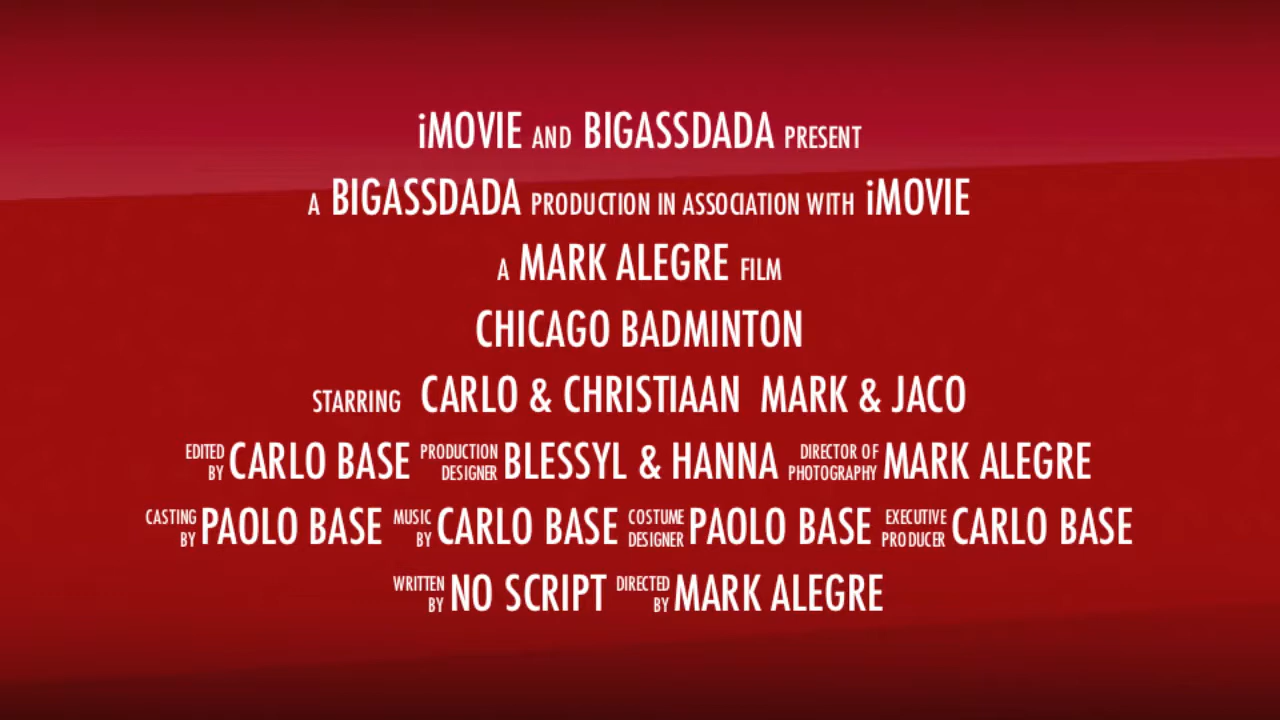 iMOVIE AND BIGASSDADA PRESENT
A BIGASSDADA PRODUCTION IN ASSOCIATION WITH iMOVIE
A MARK ALEGRE FILM
CHICAGO BADMINTON
STARRING CARLO & CHRISTIAAN MARK & JACO
EDITED BY CARLO BASE PRODUCTION DESIGNER BLESSYL & HANNA DIRECTOR OF PHOTOGRAPHY MARK ALEGRE
CASTING BY PAOLO BASE MUSIC BY CARLO BASE COSTUME DESIGNER PAOLO BASE EXECUTIVE PRODUCER CARLO BASE
WRITTEN BY NO SCRIPT DIRECTED BY MARK ALEGRE